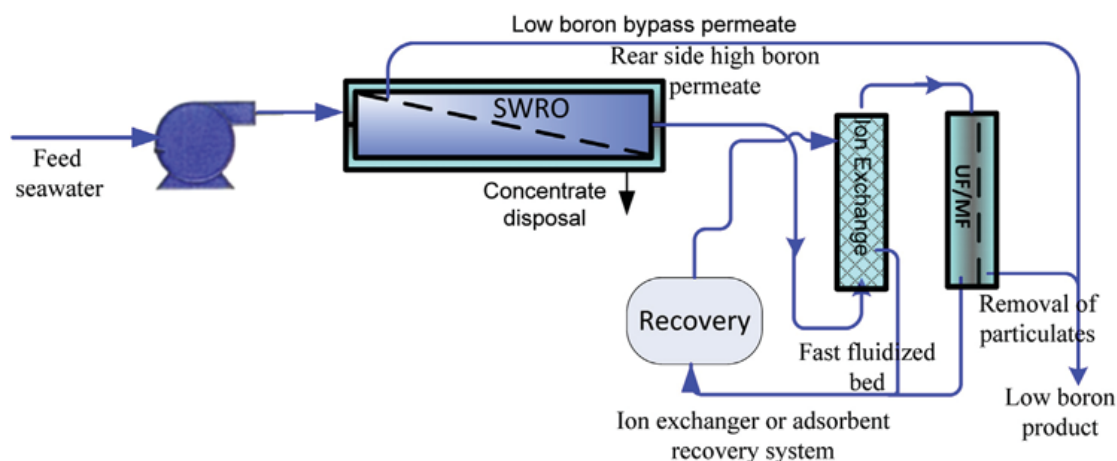 Low boron bypass permeate
Rear side high boron
permeate
SWRO
Feed
seawater
Concentrate
disposal
Ion Exchange
UF/MF
Recovery
Removal of
particulates
Fast fluidized
bed
Low boron
product
Ion exchanger or adsorbent
recovery system